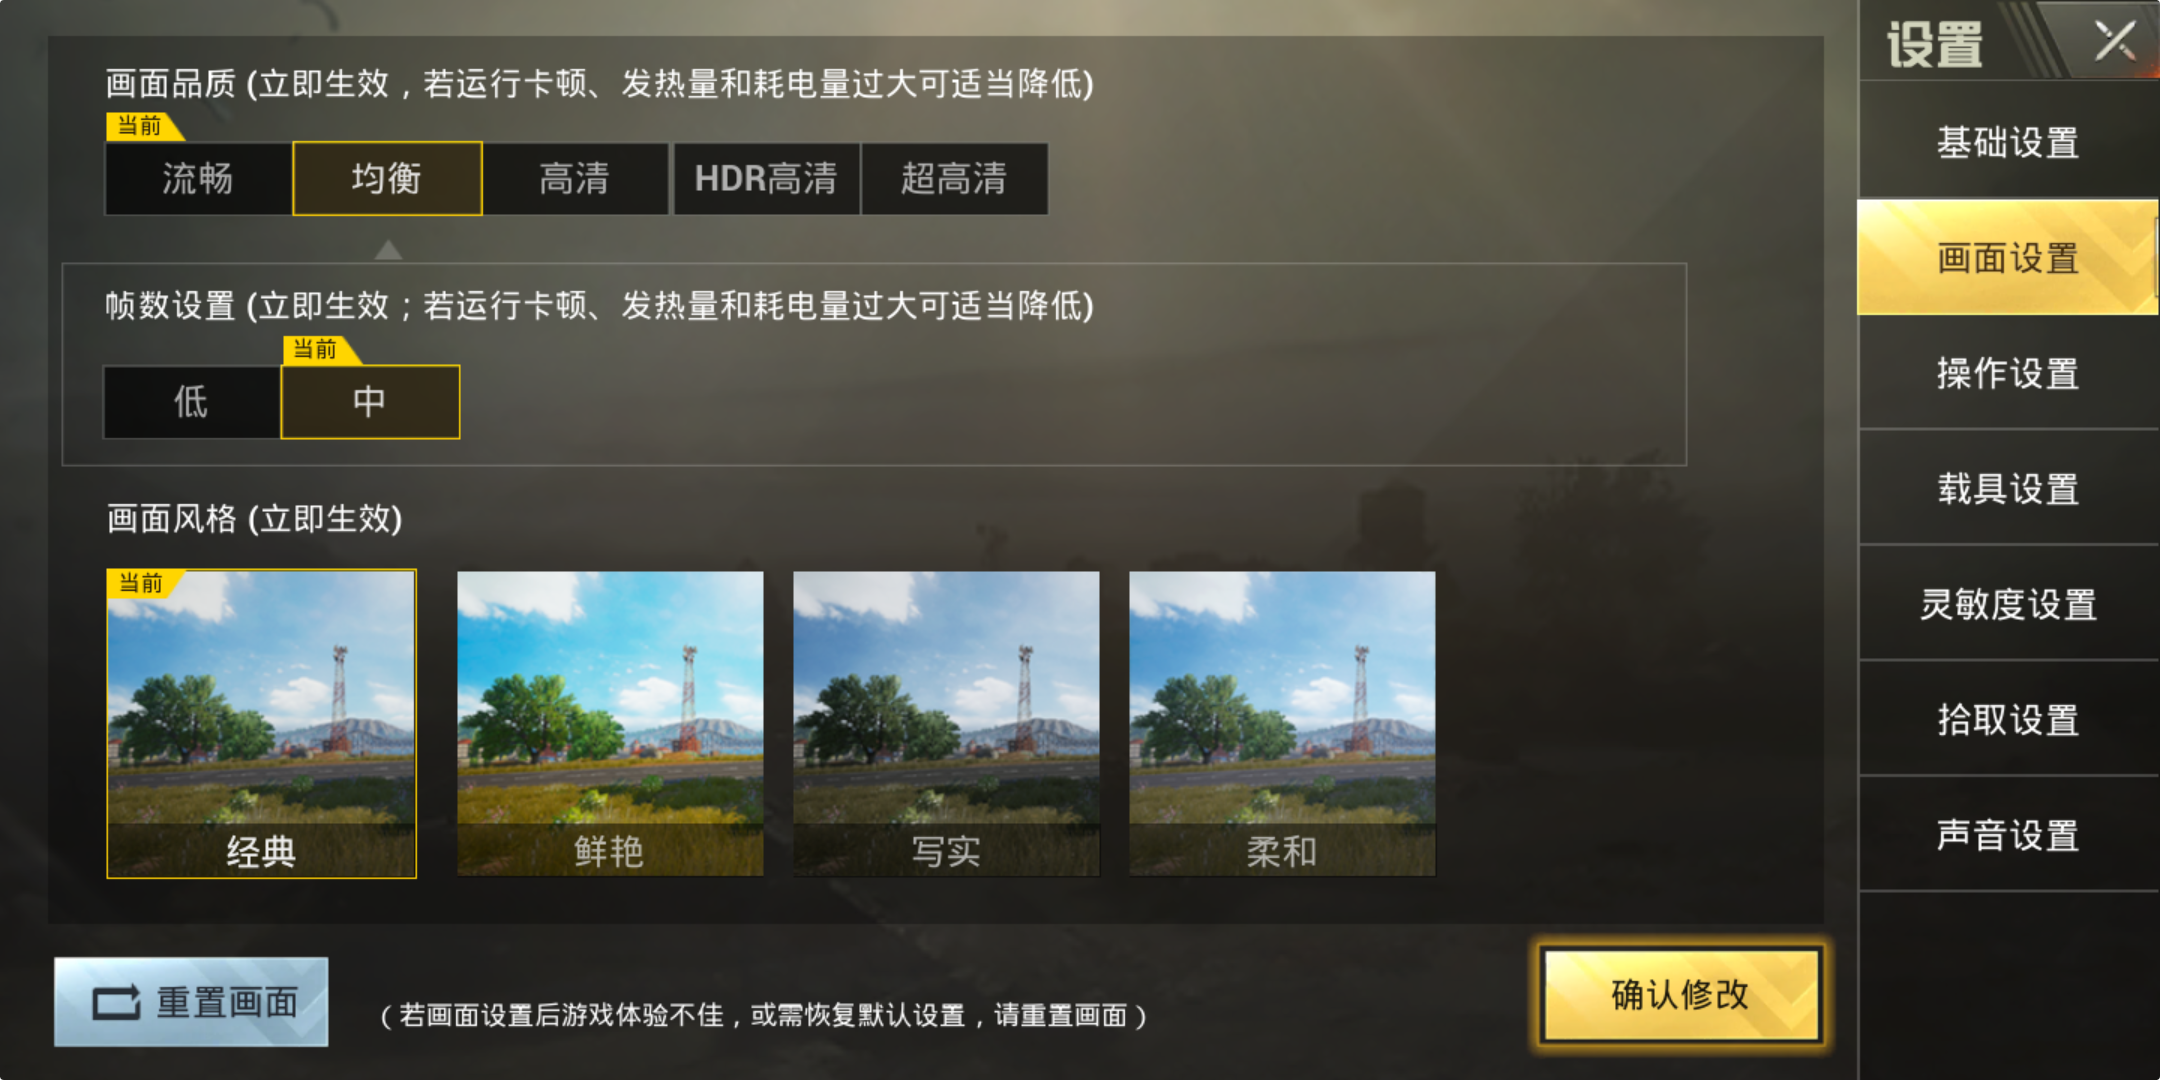 设置
画面品质 (立即生效，若运行卡顿、发热量和耗电量过大可适当降低)
当前
流畅 均衡 高清 HDR高清 超高清
帧数设置 (立即生效；若运行卡顿、发热量和耗电量过大可适当降低)
当前
低 中
画面风格 (立即生效)
当前
经典 鲜艳 写实 柔和
重置画面
（若画面设置后游戏体验不佳，或需恢复默认设置，请重置画面）
确认修改
基础设置
画面设置
操作设置
载具设置
灵敏度设置
拾取设置
声音设置